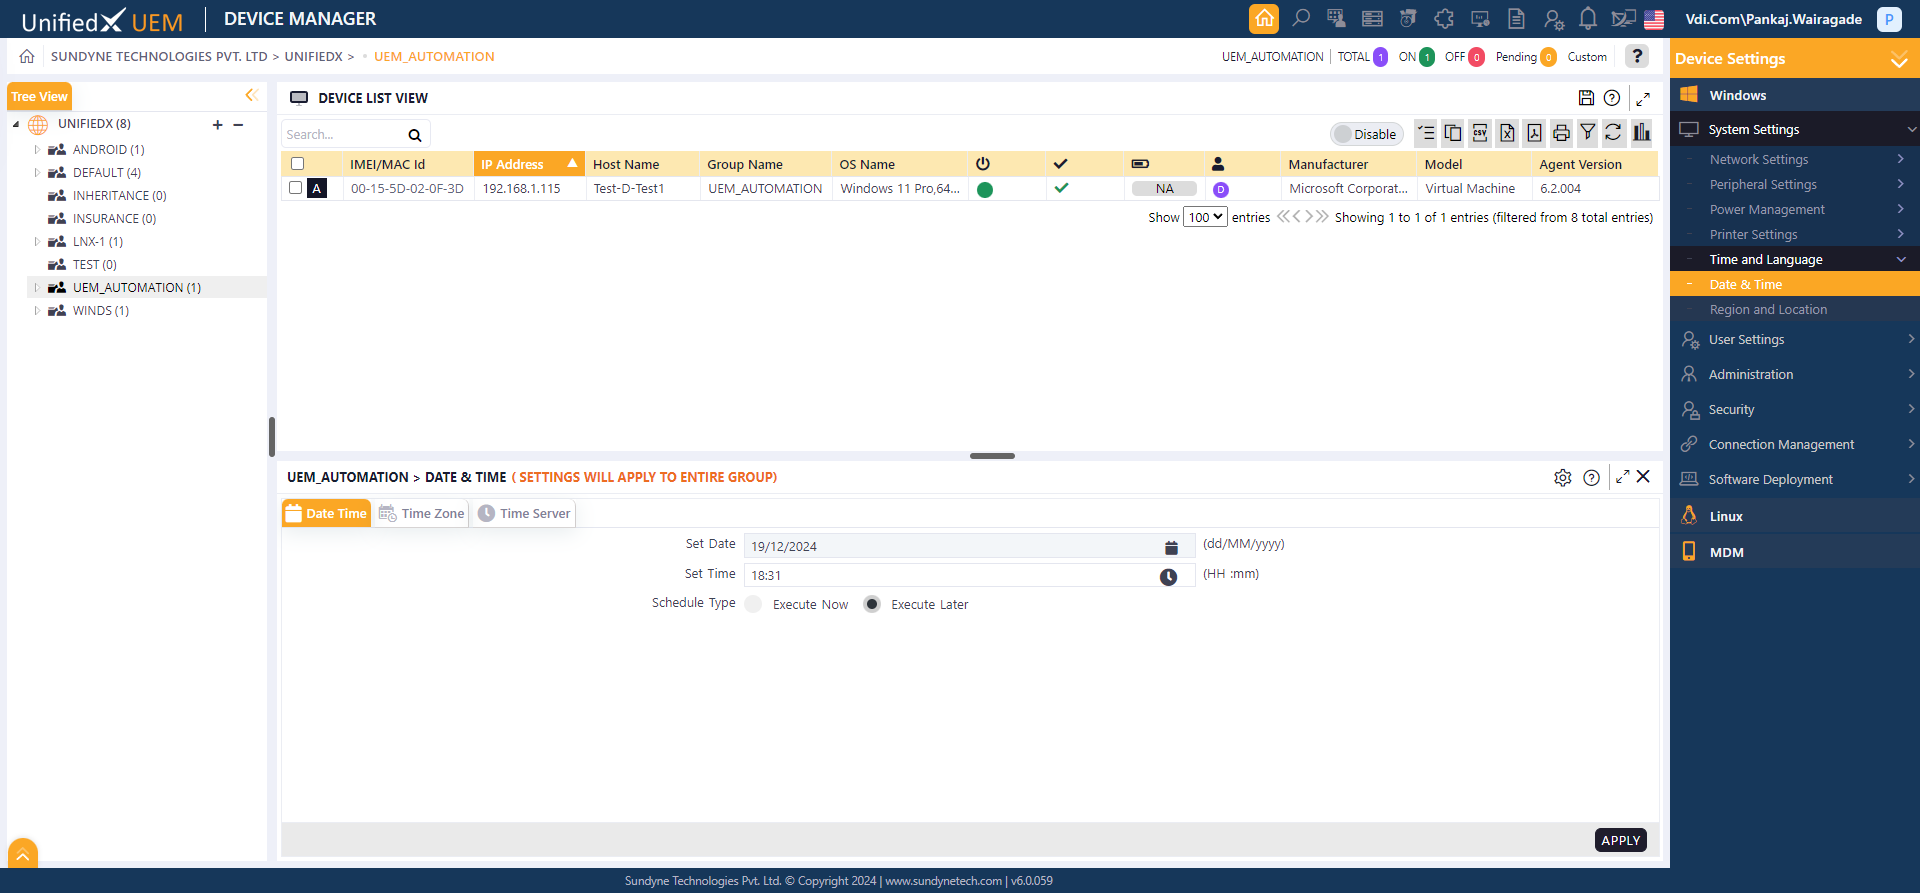 UnifiedX UEM DEVICE MANAGER Vdi.Com\Pankaj.Wairagade P
SUNDYNE TECHNOLOGIES PVT. LTD > UNIFIEDX > • UEM_AUTOMATION UEM_AUTOMATION TOTAL 1 ON 1 OFF 0 Pending 0 Custom ?
Tree View
UNIFIEDX (8) + −
ANDROID (1)
DEFAULT (4)
INHERITANCE (0)
INSURANCE (0)
LNX-1 (1)
TEST (0)
UEM_AUTOMATION (1)
WINDS (1)
DEVICE LIST VIEW
Search... Disable CSV
IMEI/MAC Id IP Address Host Name Group Name OS Name Manufacturer Model Agent Version
A 00-15-5D-02-0F-3D 192.168.1.115 Test-D-Test1 UEM_AUTOMATION Windows 11 Pro,64... NA D Microsoft Corporat... Virtual Machine 6.2.004
Show 100 entries Showing 1 to 1 of 1 entries (filtered from 8 total entries)
UEM_AUTOMATION > DATE & TIME ( SETTINGS WILL APPLY TO ENTIRE GROUP)
Date Time Time Zone Time Server
Set Date 19/12/2024 (dd/MM/yyyy)
Set Time 18:31 (HH :mm)
Schedule Type Execute Now Execute Later
APPLY
Device Settings
Windows
System Settings
Network Settings
Peripheral Settings
Power Management
Printer Settings
Time and Language
Date & Time
Region and Location
User Settings
Administration
Security
Connection Management
Software Deployment
Linux
MDM
Sundyne Technologies Pvt. Ltd. © Copyright 2024 | www.sundynetech.com | v6.0.059